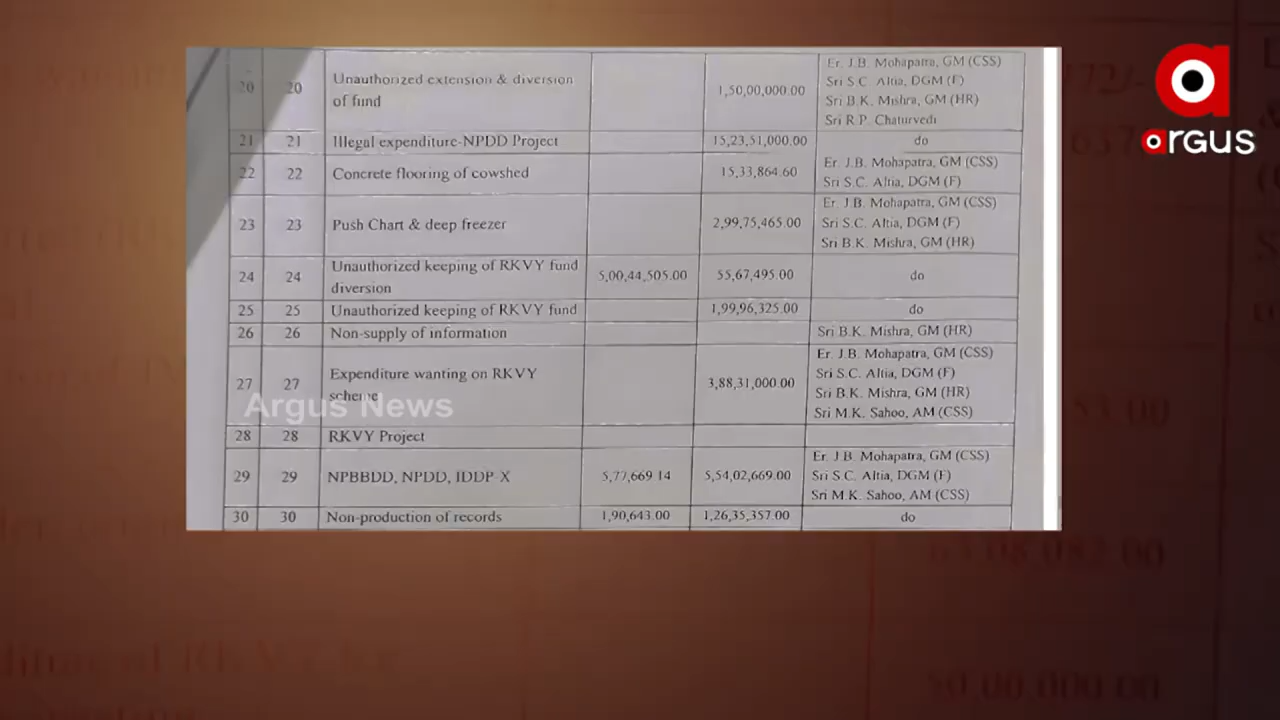 argus
20 20 Unauthorized extension & diversion of fund 1,50,00,000.00 Er. J.B. Mohapatra, GM (CSS)
Sri S.C. Altia, DGM (F)
Sri B.K. Mishra, GM (HR)
Sri R.P. Chaturvedi
21 21 Illegal expenditure-NPDD Project 15,23,51,000.00 do
22 22 Concrete flooring of cowshed 15,33,864.60 Er. J.B. Mohapatra, GM (CSS)
Sri S.C. Altia, DGM (F)
23 23 Push Chart & deep freezer 2,99,75,465.00 Er. J.B. Mohapatra, GM (CSS)
Sri S.C. Altia, DGM (F)
Sri B.K. Mishra, GM (HR)
24 24 Unauthorized keeping of RKVY fund diversion 5,00,44,505.00 55,67,495.00 do
25 25 Unauthorized keeping of RKVY fund 1,99,96,325.00 do
26 26 Non-supply of information Sri B.K. Mishra, GM (HR)
27 27 Expenditure wanting on RKVY scheme 3,88,31,000.00 Er. J.B. Mohapatra, GM (CSS)
Sri S.C. Altia, DGM (F)
Sri B.K. Mishra, GM (HR)
Sri M.K. Sahoo, AM (CSS)
Argus News
28 28 RKVY Project
29 29 NPBBDD, NPDD, IDDP-X 5,77,669.14 5,54,02,669.00 Er. J.B. Mohapatra, GM (CSS)
Sri S.C. Altia, DGM (F)
Sri M.K. Sahoo, AM (CSS)
30 30 Non-production of records 1,90,643.00 1,26,35,357.00 do
63,08,082.00
50,00,000.00